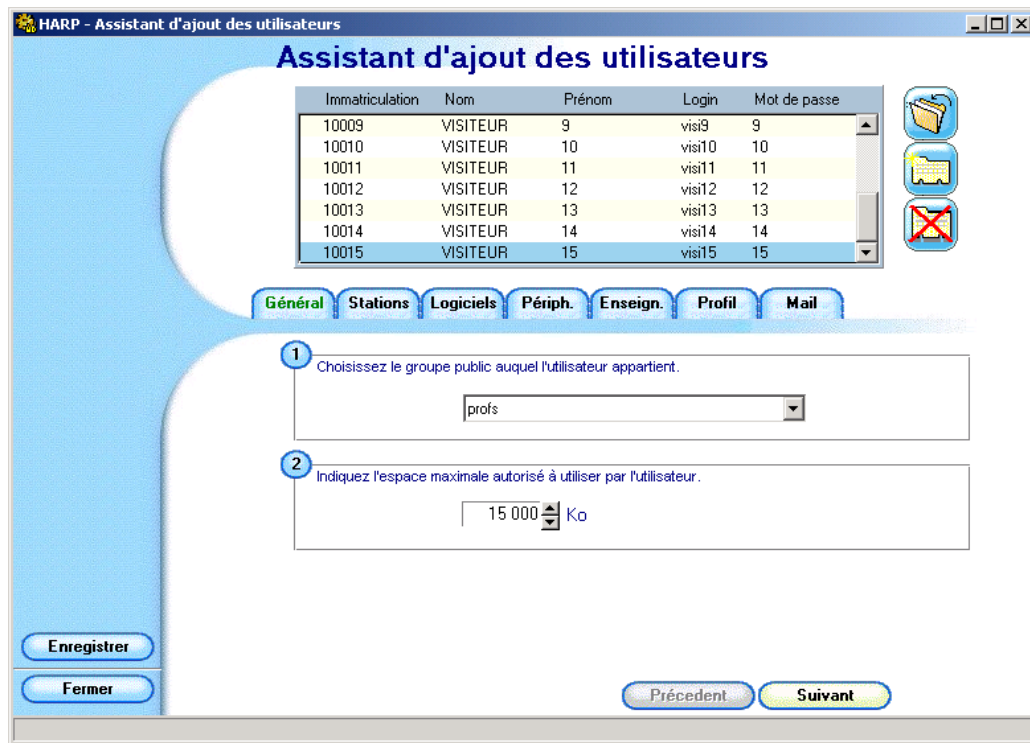 HARP - Assistant d'ajout des utilisateurs
Assistant d'ajout des utilisateurs
Immatriculation Nom Prénom Login Mot de passe
10009 VISITEUR 9 visi9 9
10010 VISITEUR 10 visi10 10
10011 VISITEUR 11 visi11 11
10012 VISITEUR 12 visi12 12
10013 VISITEUR 13 visi13 13
10014 VISITEUR 14 visi14 14
10015 VISITEUR 15 visi15 15
Général Stations Logiciels Périph. Enseign. Profil Mail
1
Choisissez le groupe public auquel l'utilisateur appartient.
profs
2
Indiquez l'espace maximale autorisé à utiliser par l'utilisateur.
15 000 Ko
Enregistrer
Fermer
Précedent Suivant